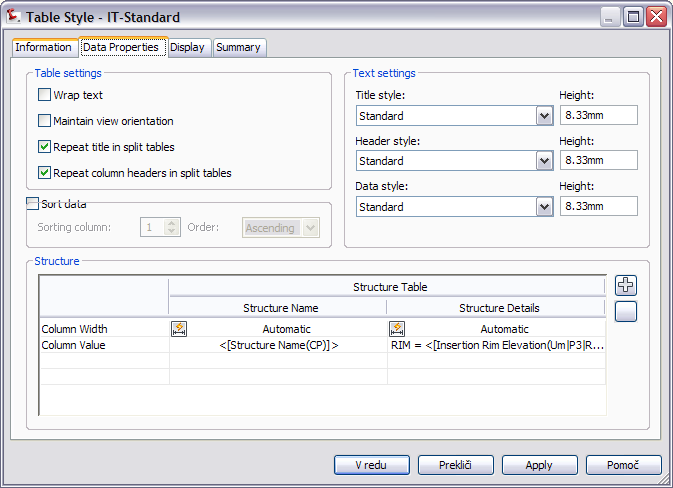 Table Style - IT-Standard
Information Data Properties Display Summary
Table settings
Wrap text
Maintain view orientation
Repeat title in split tables
Repeat column headers in split tables
Sort data
Sorting column: 1 Order: Ascending
Text settings
Title style: Height:
Standard 8.33mm
Header style: Height:
Standard 8.33mm
Data style: Height:
Standard 8.33mm
Structure
Structure Table
Structure Name Structure Details
Column Width Automatic Automatic
Column Value <[Structure Name(CP)]> RIM = <[Insertion Rim Elevation(Um|P3|R...
V redu Prekliči Apply Pomoč